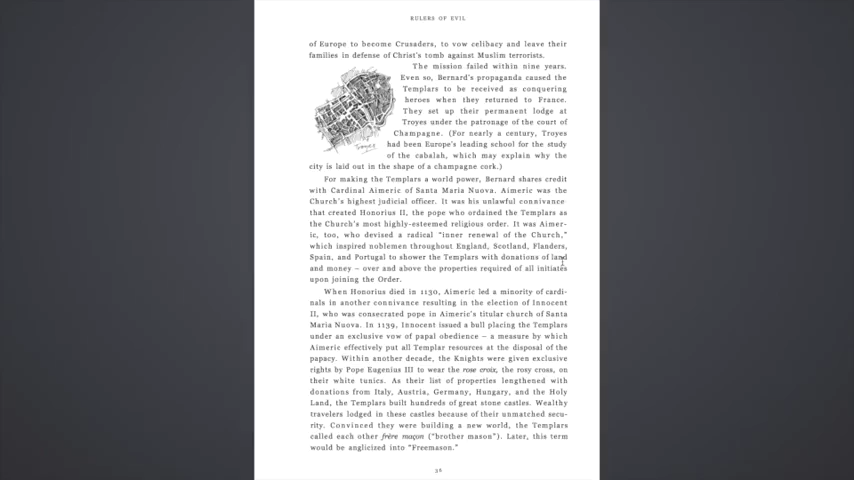 RULERS OF EVIL
of Europe to become Crusaders, to vow celibacy and leave their
families in defense of Christ's tomb against Muslim terrorists.
The mission failed within nine years.
Even so, Bernard's propaganda caused the
Templars to be received as conquering
heroes when they returned to France.
They set up their permanent lodge at
Troyes under the patronage of the court of
Champagne. (For nearly a century, Troyes
had been Europe's leading school for the study
of the cabalah, which may explain why the
city is laid out in the shape of a champagne cork.)
Troyes
For making the Templars a world power, Bernard shares credit
with Cardinal Aimeric of Santa Maria Nuova. Aimeric was the
Church's highest judicial officer. It was his unlawful connivance
that created Honorius II, the pope who ordained the Templars as
the Church's most highly-esteemed religious order. It was Aimer-
ic, too, who devised a radical "inner renewal of the Church,"
which inspired noblemen throughout England, Scotland, Flanders,
Spain, and Portugal to shower the Templars with donations of land
and money – over and above the properties required of all initiates
upon joining the Order.
When Honorius died in 1130, Aimeric led a minority of cardi-
nals in another connivance resulting in the election of Innocent
II, who was consecrated pope in Aimeric's titular church of Santa
Maria Nuova. In 1139, Innocent issued a bull placing the Templars
under an exclusive vow of papal obedience – a measure by which
Aimeric effectively put all Templar resources at the disposal of the
papacy. Within another decade, the Knights were given exclusive
rights by Pope Eugenius III to wear the rose croix, the rosy cross, on
their white tunics. As their list of properties lengthened with
donations from Italy, Austria, Germany, Hungary, and the Holy
Land, the Templars built hundreds of great stone castles. Wealthy
travelers lodged in these castles because of their unmatched secu-
rity. Convinced they were building a new world, the Templars
called each other frère maçon ("brother mason"). Later, this term
would be anglicized into "Freemason."
36